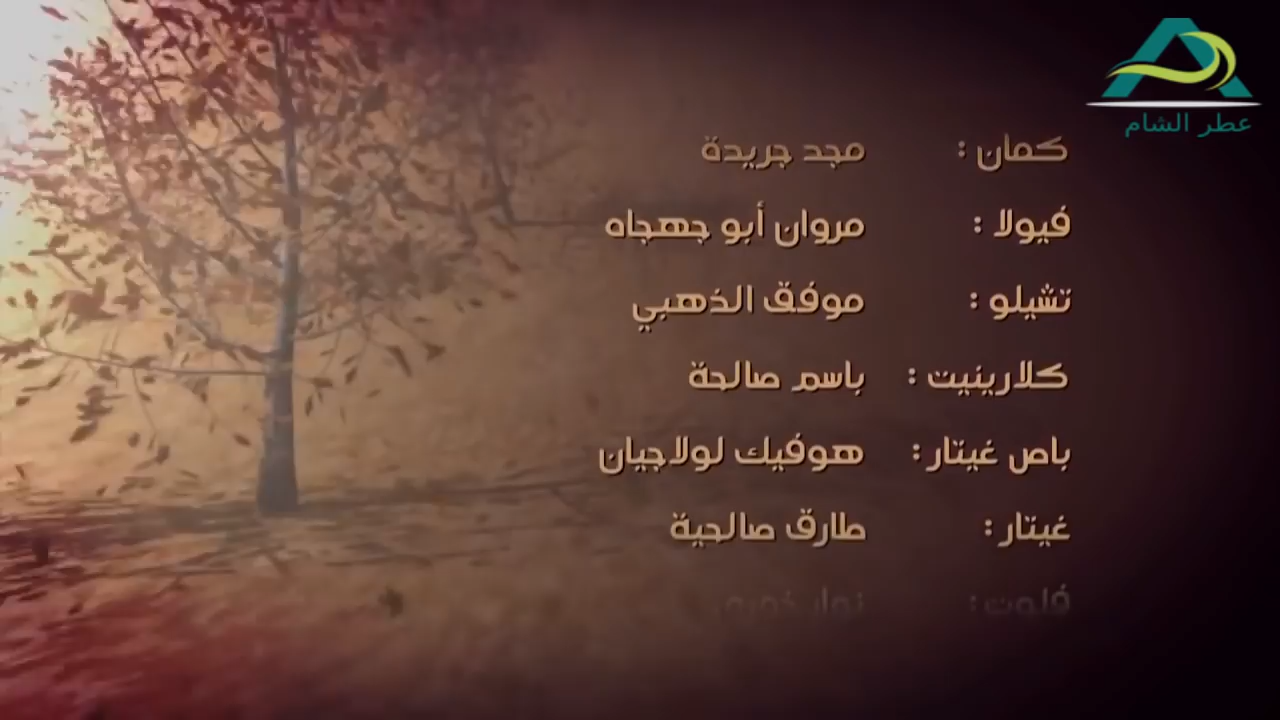 عطر الشام
كمان : مجد جريدة
فيولا : مروان أبو جهجاه
تشيلو : موفق الذهبي
كلارينيت : باسم صالحة
باص غيتار : هوفيك لولاجيان
غيتار : طارق صالحية
فلوت :